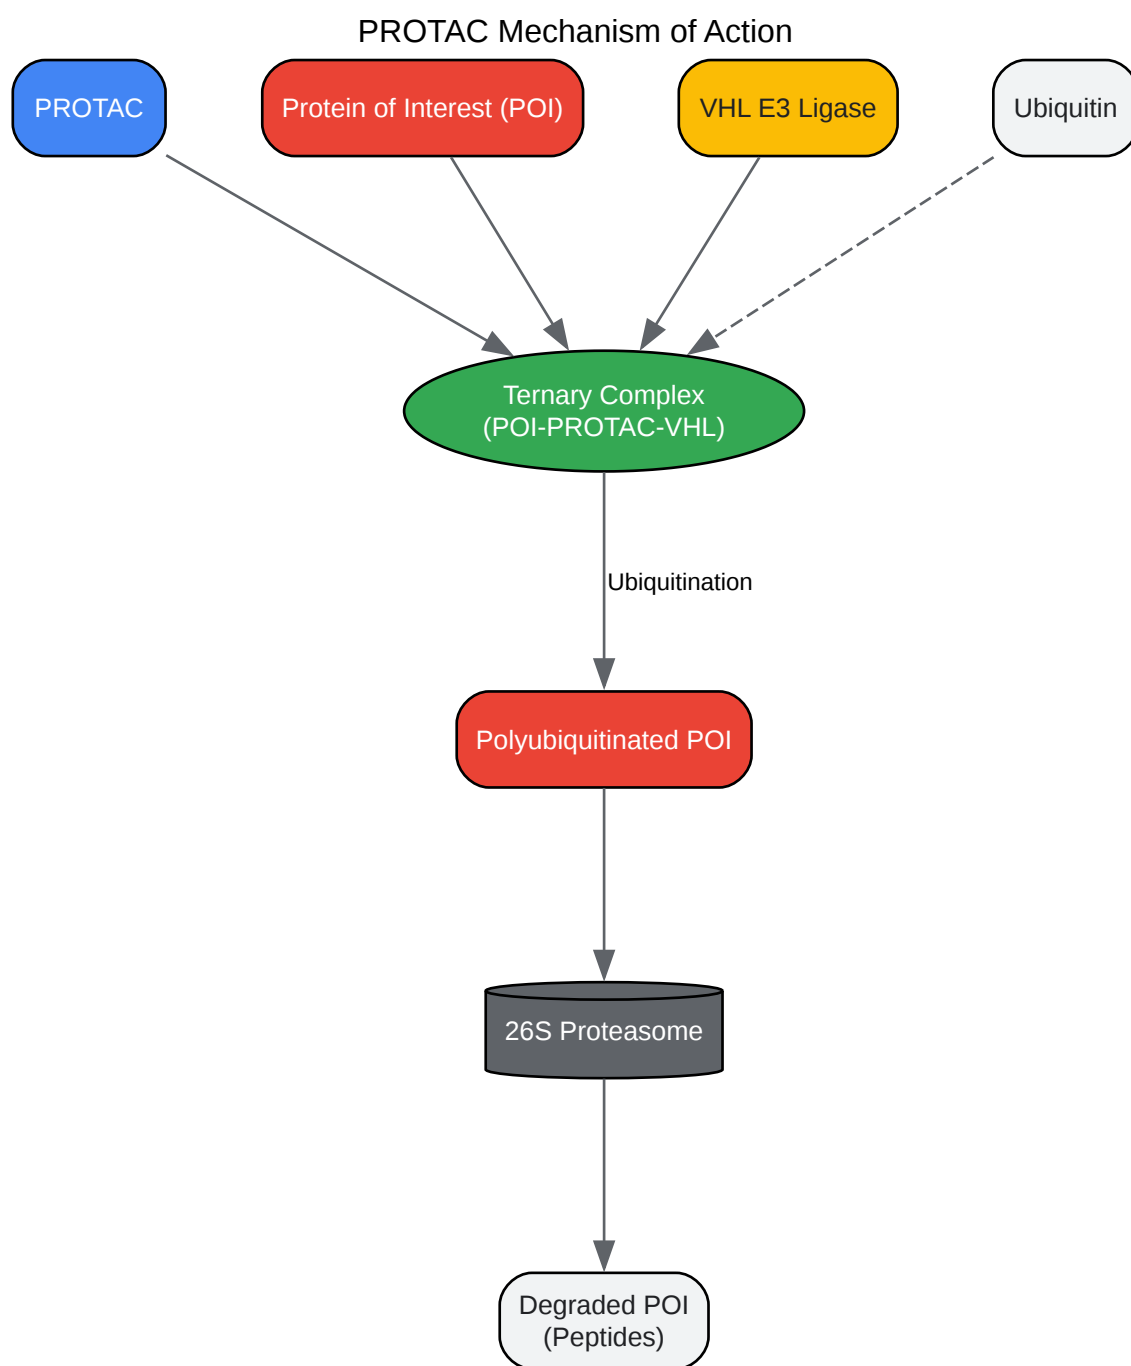 PROTAC Mechanism of Action
PROTAC
Protein of Interest (POI)
VHL E3 Ligase
Ubiquitin
Ternary Complex
(POI-PROTAC-VHL)
Ubiquitination
Polyubiquitinated POI
26S Proteasome
Degraded POI
(Peptides)